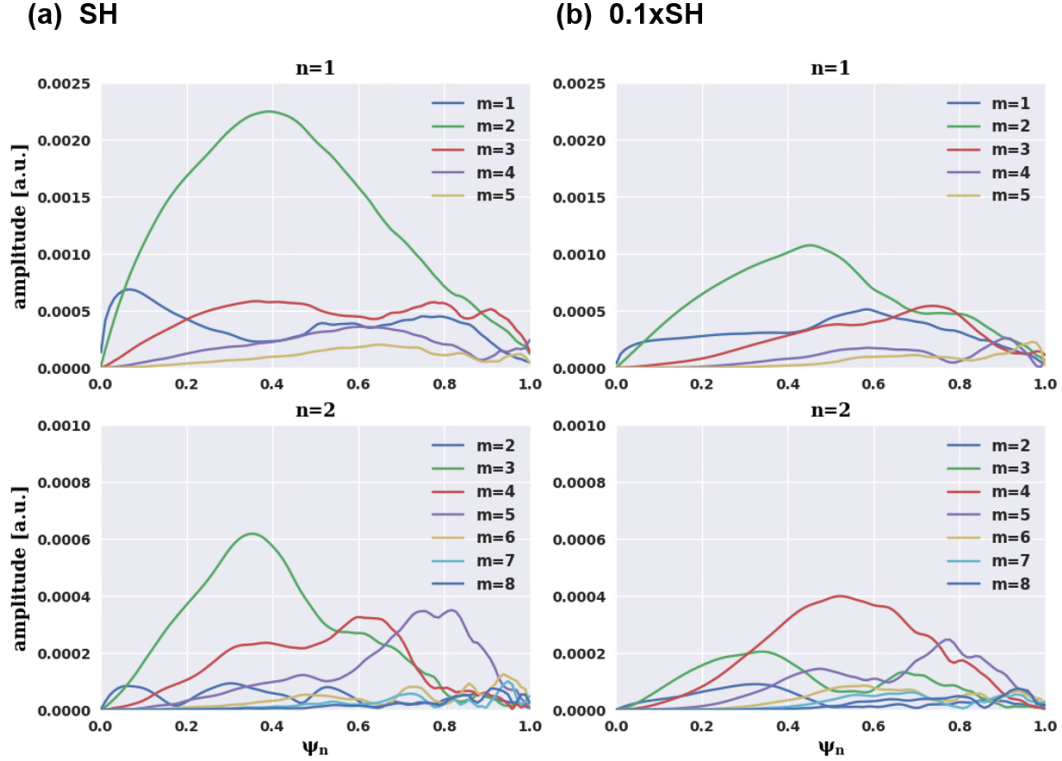 (a) SH
(b) 0.1xSH
n=1
0.0025
0.0020
0.0015
0.0010
0.0005
0.0000
amplitude [a.u.]
m=1
m=2
m=3
m=4
m=5
0.0 0.2 0.4 0.6 0.8 1.0
n=1
0.0025
0.0020
0.0015
0.0010
0.0005
0.0000
m=1
m=2
m=3
m=4
m=5
0.0 0.2 0.4 0.6 0.8 1.0
n=2
0.0010
0.0008
0.0006
0.0004
0.0002
0.0000
amplitude [a.u.]
m=2
m=3
m=4
m=5
m=6
m=7
m=8
0.0 0.2 0.4 0.6 0.8 1.0
ψₙ
n=2
0.0010
0.0008
0.0006
0.0004
0.0002
0.0000
m=2
m=3
m=4
m=5
m=6
m=7
m=8
0.0 0.2 0.4 0.6 0.8 1.0
ψₙ